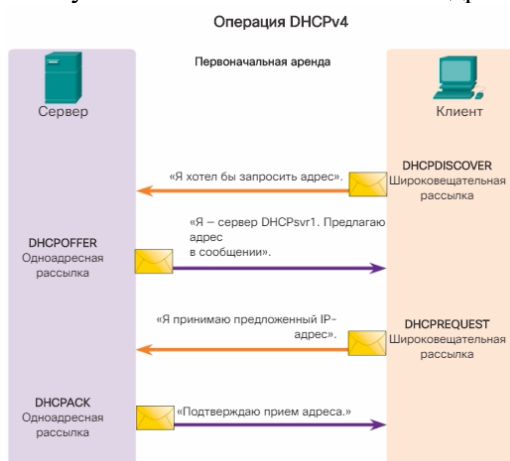 Операция DHCPv4
Первоначальная аренда
Сервер
Клиент
DHCPDISCOVER
Широковещательная
рассылка
«Я хотел бы запросить адрес».
«Я – сервер DHCPsvr1. Предлагаю
адрес
в сообщении».
DHCPOFFER
Одноадресная
рассылка
«Я принимаю предложенный IP-
адрес».
DHCPREQUEST
Широковещательная
рассылка
DHCPACK
Одноадресная
рассылка
«Подтверждаю прием адреса.»